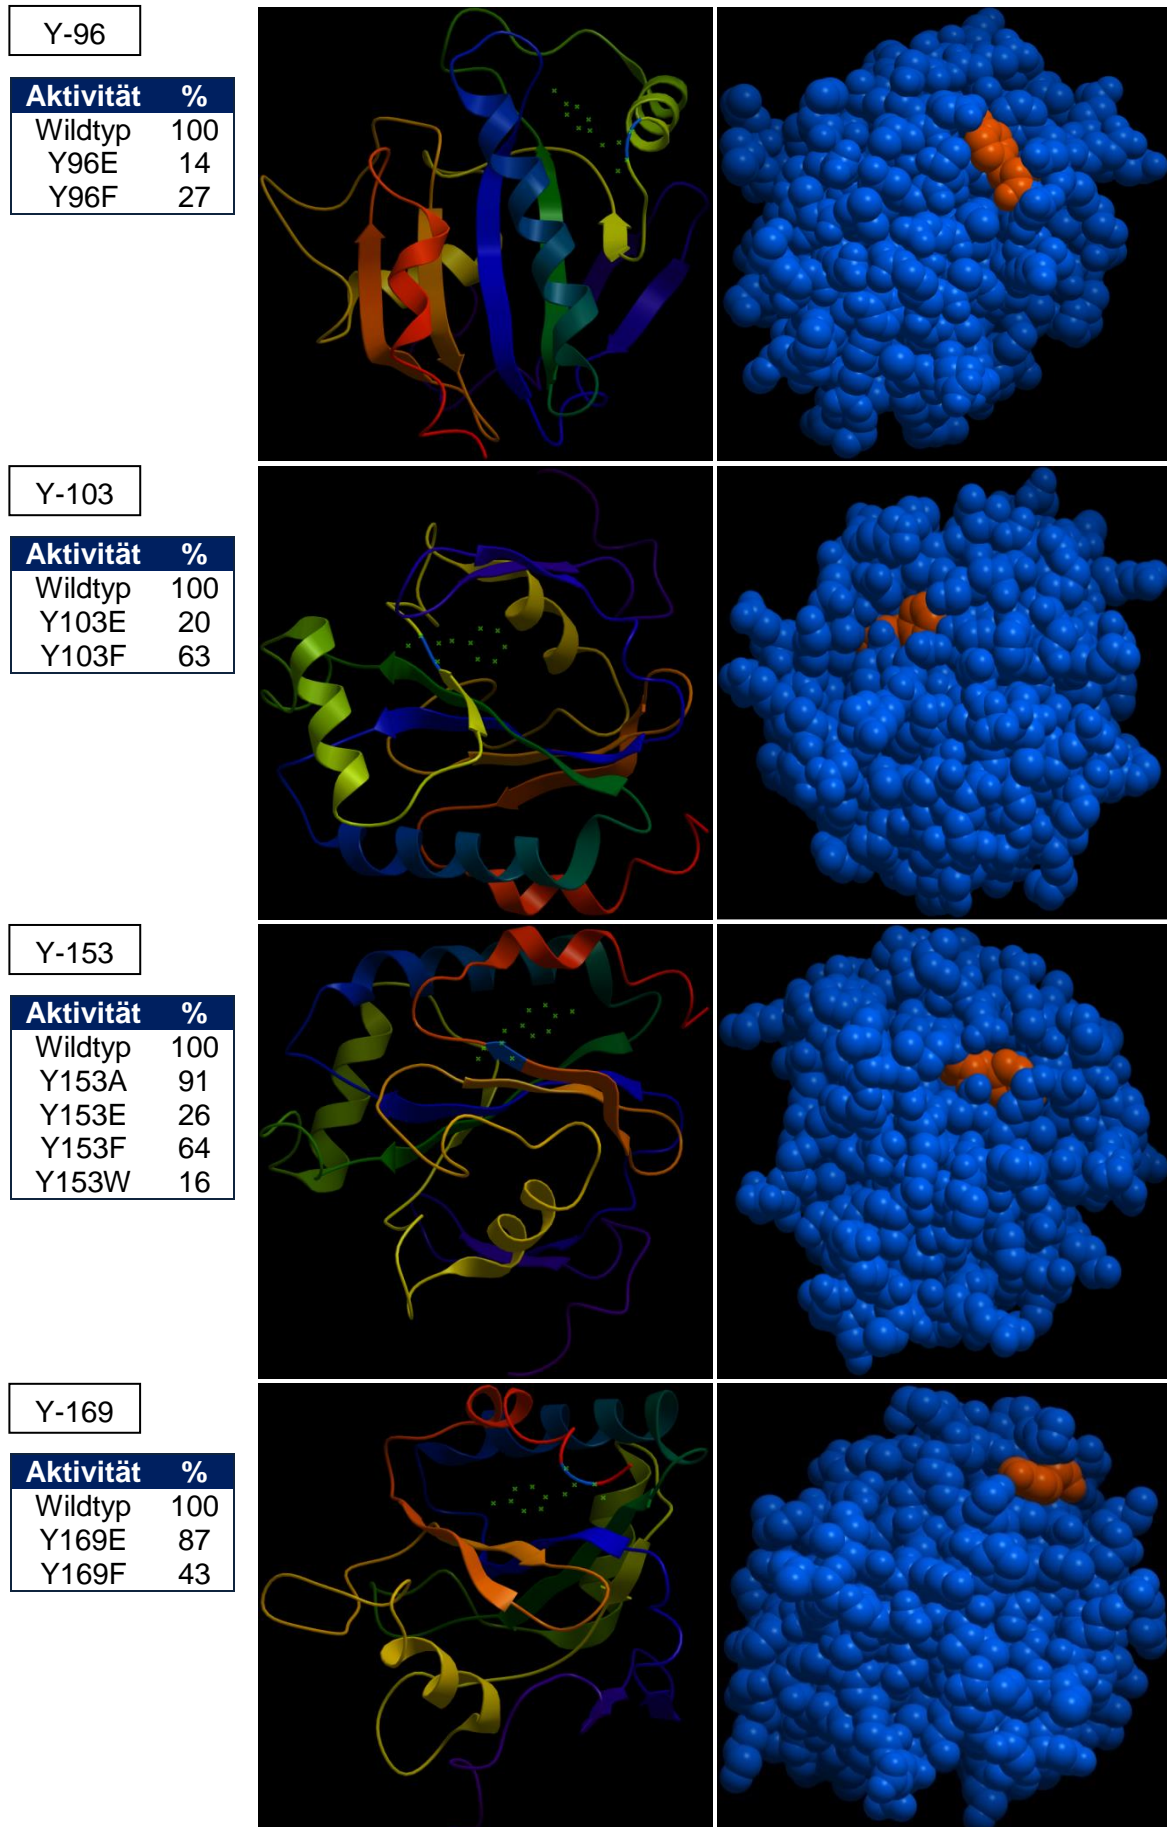 Y-96
Aktivität %
Wildtyp 100
Y96E 14
Y96F 27
Y-103
Aktivität %
Wildtyp 100
Y103E 20
Y103F 63
Y-153
Aktivität %
Wildtyp 100
Y153A 91
Y153E 26
Y153F 64
Y153W 16
Y-169
Aktivität %
Wildtyp 100
Y169E 87
Y169F 43